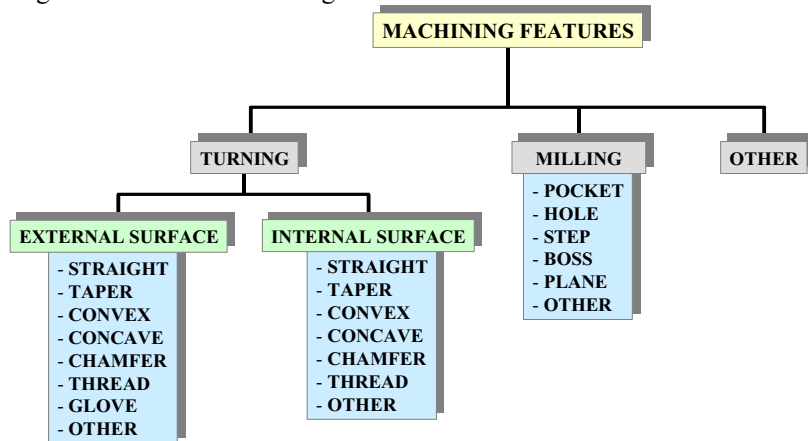 MACHINING FEATURES
TURNING
MILLING
OTHER
- POCKET
- HOLE
- STEP
- BOSS
- PLANE
- OTHER
EXTERNAL SURFACE
- STRAIGHT
- TAPER
- CONVEX
- CONCAVE
- CHAMFER
- THREAD
- GLOVE
- OTHER
INTERNAL SURFACE
- STRAIGHT
- TAPER
- CONVEX
- CONCAVE
- CHAMFER
- THREAD
- OTHER